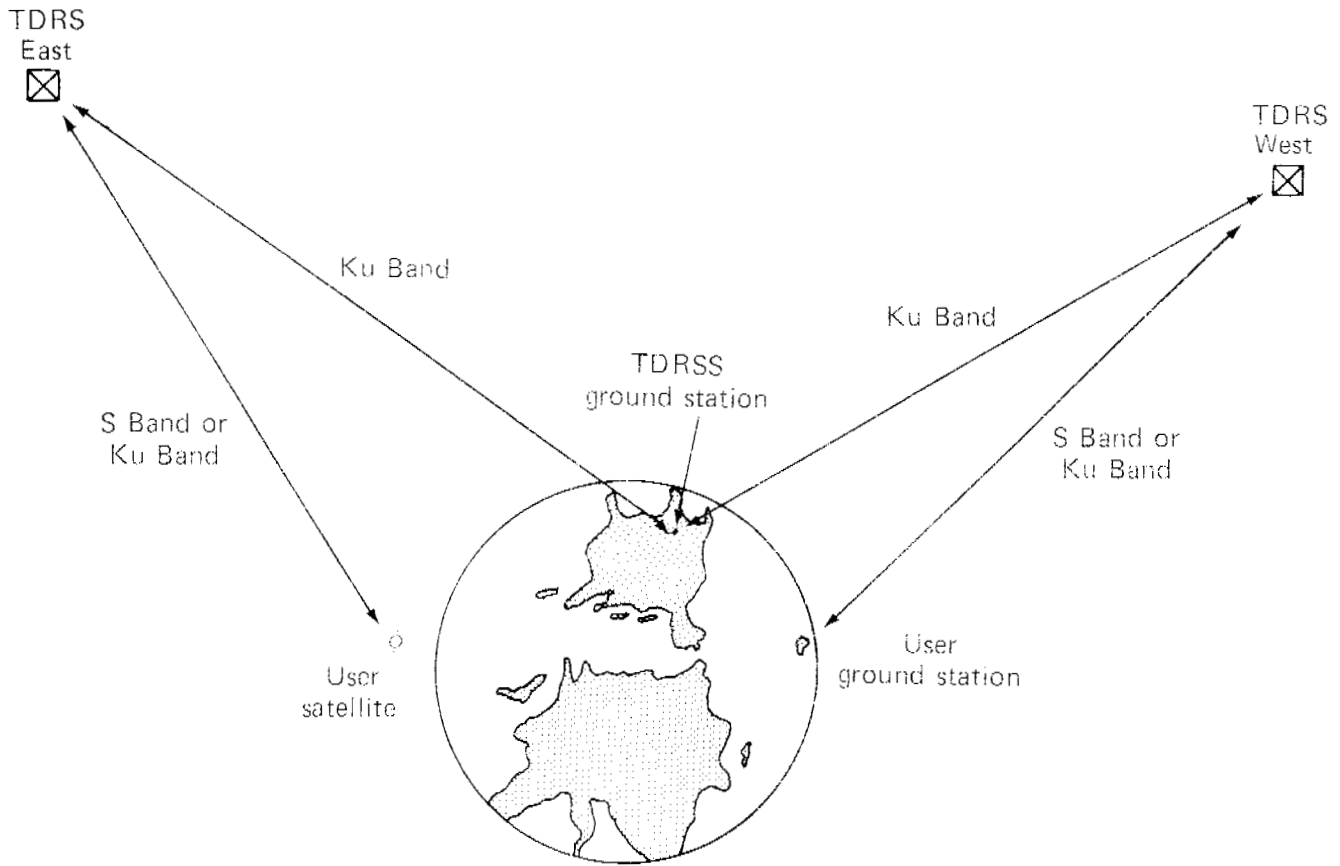 TDRS
East
TDRS
West
Ku Band
Ku Band
TDRSS
ground station
S Band or
Ku Band
S Band or
Ku Band
User
satellite
User
ground station